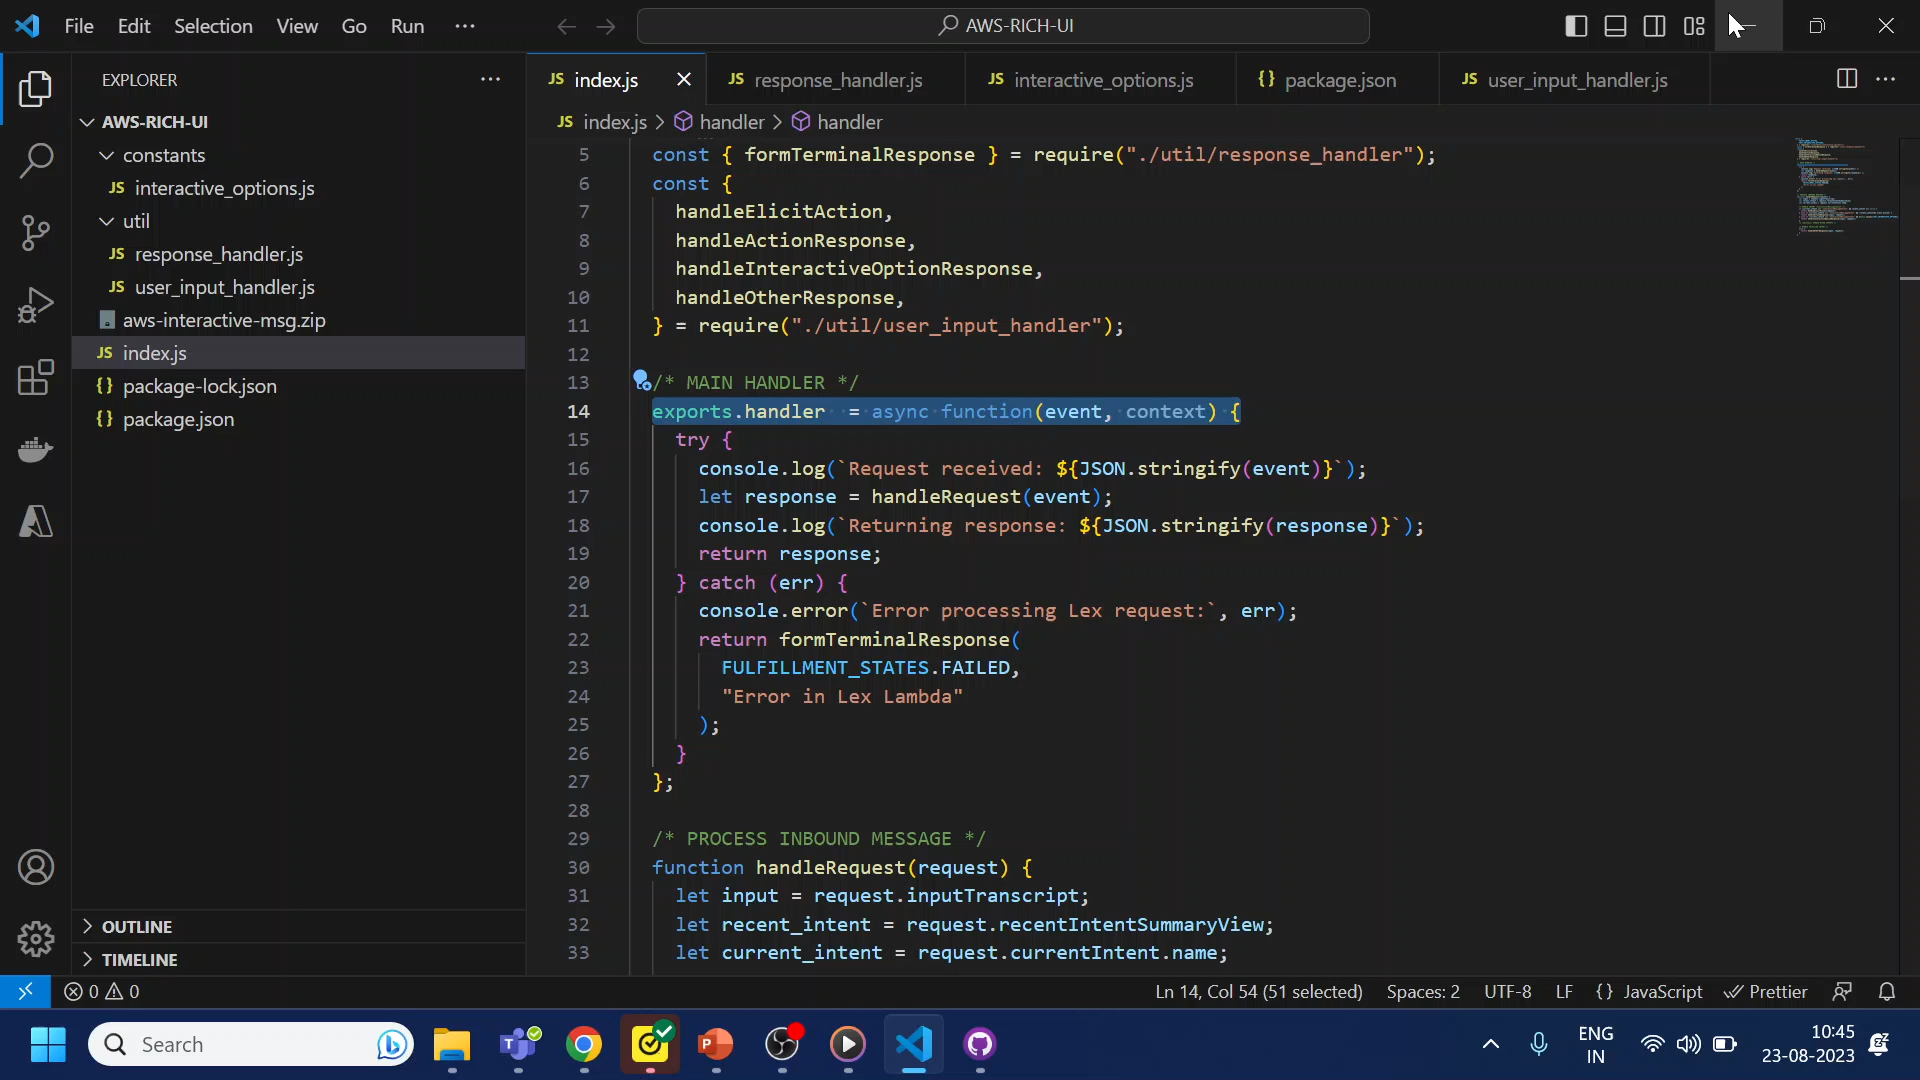 File Edit Selection View Go Run ···
AWS-RICH-UI
EXPLORER
AWS-RICH-UI
constants
JS interactive_options.js
util
JS response_handler.js
JS user_input_handler.js
aws-interactive-msg.zip
JS index.js
{} package-lock.json
{} package.json
OUTLINE
TIMELINE
JS index.js
JS response_handler.js
JS interactive_options.js
{} package.json
JS user_input_handler.js
JS index.js > handler > handler
5 const { formTerminalResponse } = require("./util/response_handler");
6 const {
7 handleElicitAction,
8 handleActionResponse,
9 handleInteractiveOptionResponse,
10 handleOtherResponse,
11 } = require("./util/user_input_handler");
12
13 /* MAIN HANDLER */
14 exports.handler = async function(event, context) {
15 try {
16 console.log(`Request received: ${JSON.stringify(event)}`);
17 let response = handleRequest(event);
18 console.log(`Returning response: ${JSON.stringify(response)}`);
19 return response;
20 } catch (err) {
21 console.error(`Error processing Lex request:`, err);
22 return formTerminalResponse(
23 FULFILLMENT_STATES.FAILED,
24 "Error in Lex Lambda"
25 );
26 }
27 };
28
29 /* PROCESS INBOUND MESSAGE */
30 function handleRequest(request) {
31 let input = request.inputTranscript;
32 let recent_intent = request.recentIntentSummaryView;
33 let current_intent = request.currentIntent.name;
0 0
Ln 14, Col 54 (51 selected) Spaces: 2 UTF-8 LF {} JavaScript Prettier
Search
ENG
IN
10:45
23-08-2023